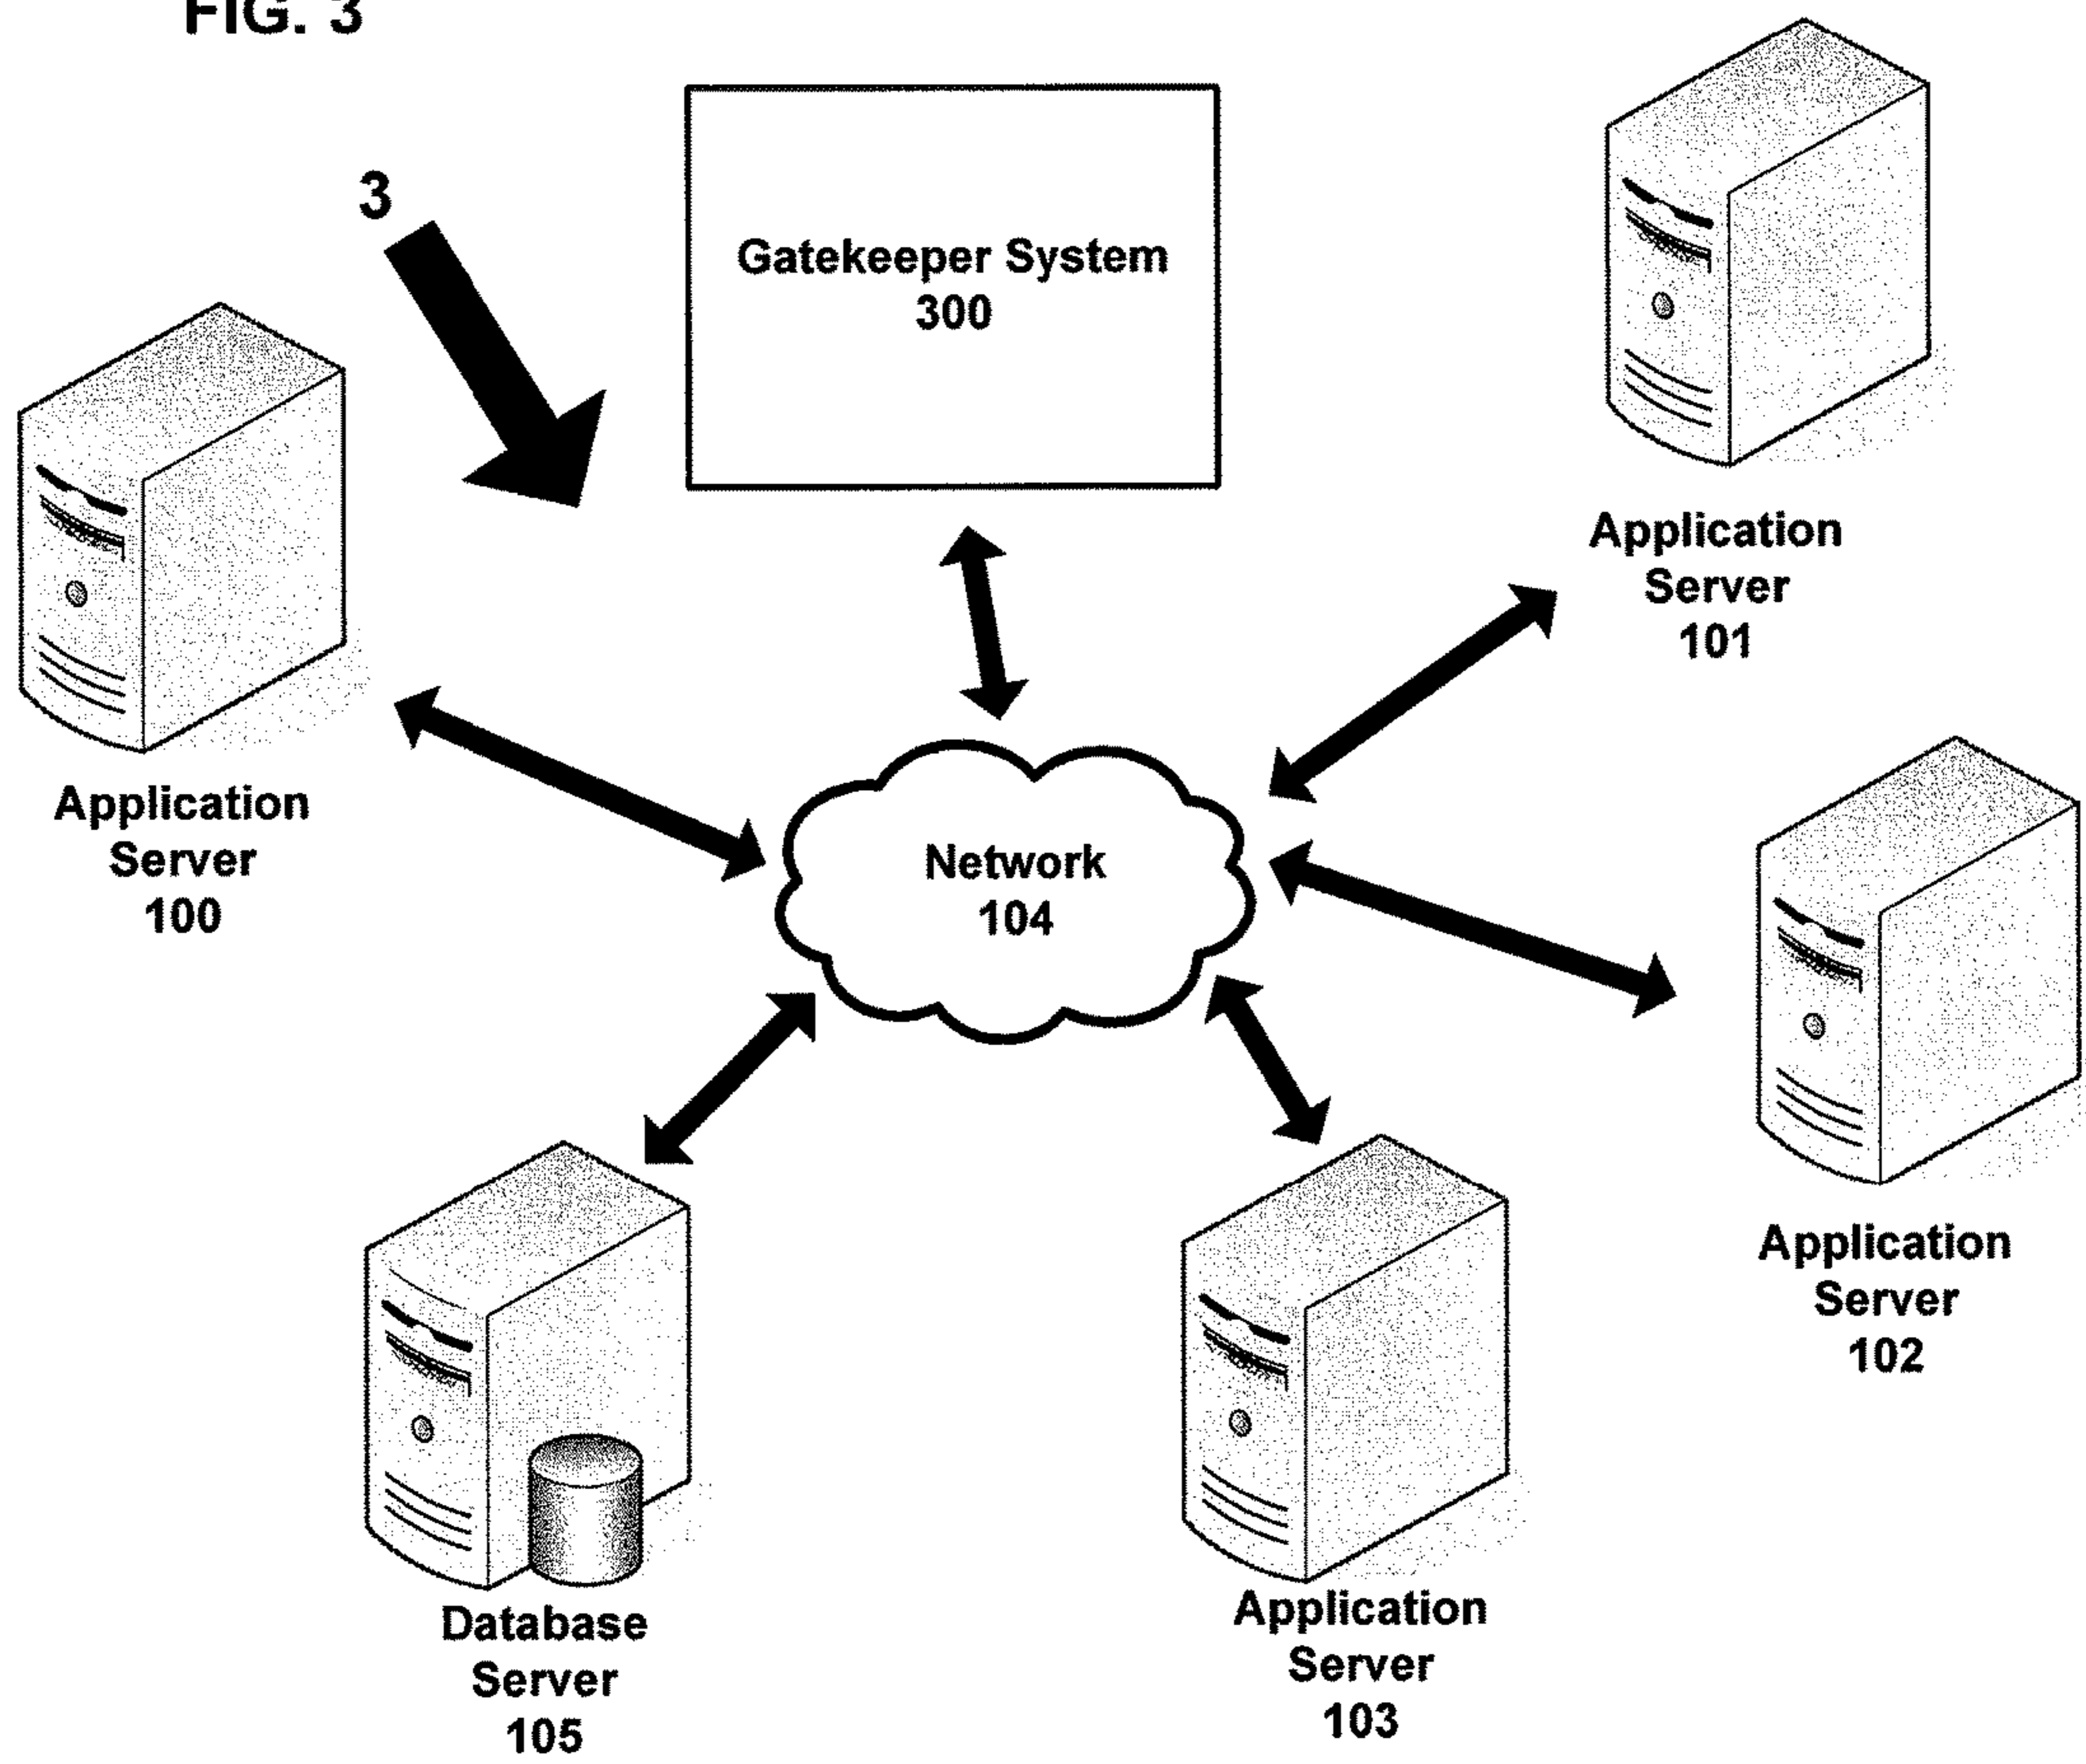 FIG. 3
3
Gatekeeper System
300
Application
Server
101
Application
Server
100
Network
104
Application
Server
102
Database
Server
105
Application
Server
103